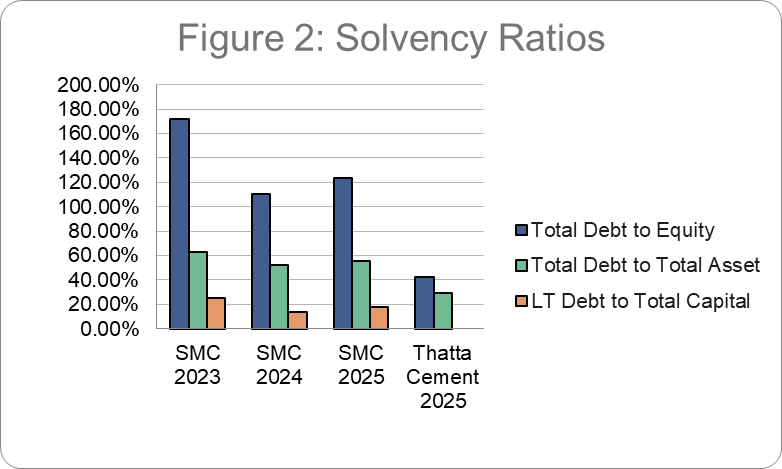 Figure 2: Solvency Ratios
200.00%
180.00%
160.00%
140.00%
120.00%
100.00%
80.00%
60.00%
40.00%
20.00%
0.00%
SMC
2023
SMC
2024
SMC
2025
Thatta
Cement
2025
Total Debt to Equity
Total Debt to Total Asset
LT Debt to Total Capital